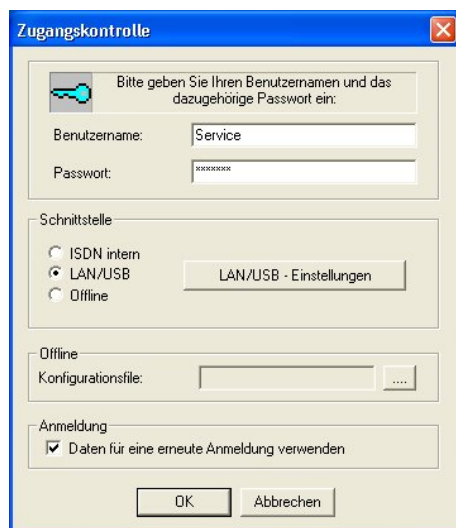 Zugangskontrolle
Bitte geben Sie Ihren Benutzernamen und das
dazugehörige Passwort ein:
Benutzername: Service
Passwort: *******
Schnittstelle
ISDN intern
LAN/USB
LAN/USB - Einstellungen
Offline
Offline
Konfigurationsfile: ....
Anmeldung
Daten für eine erneute Anmeldung verwenden
OK Abbrechen